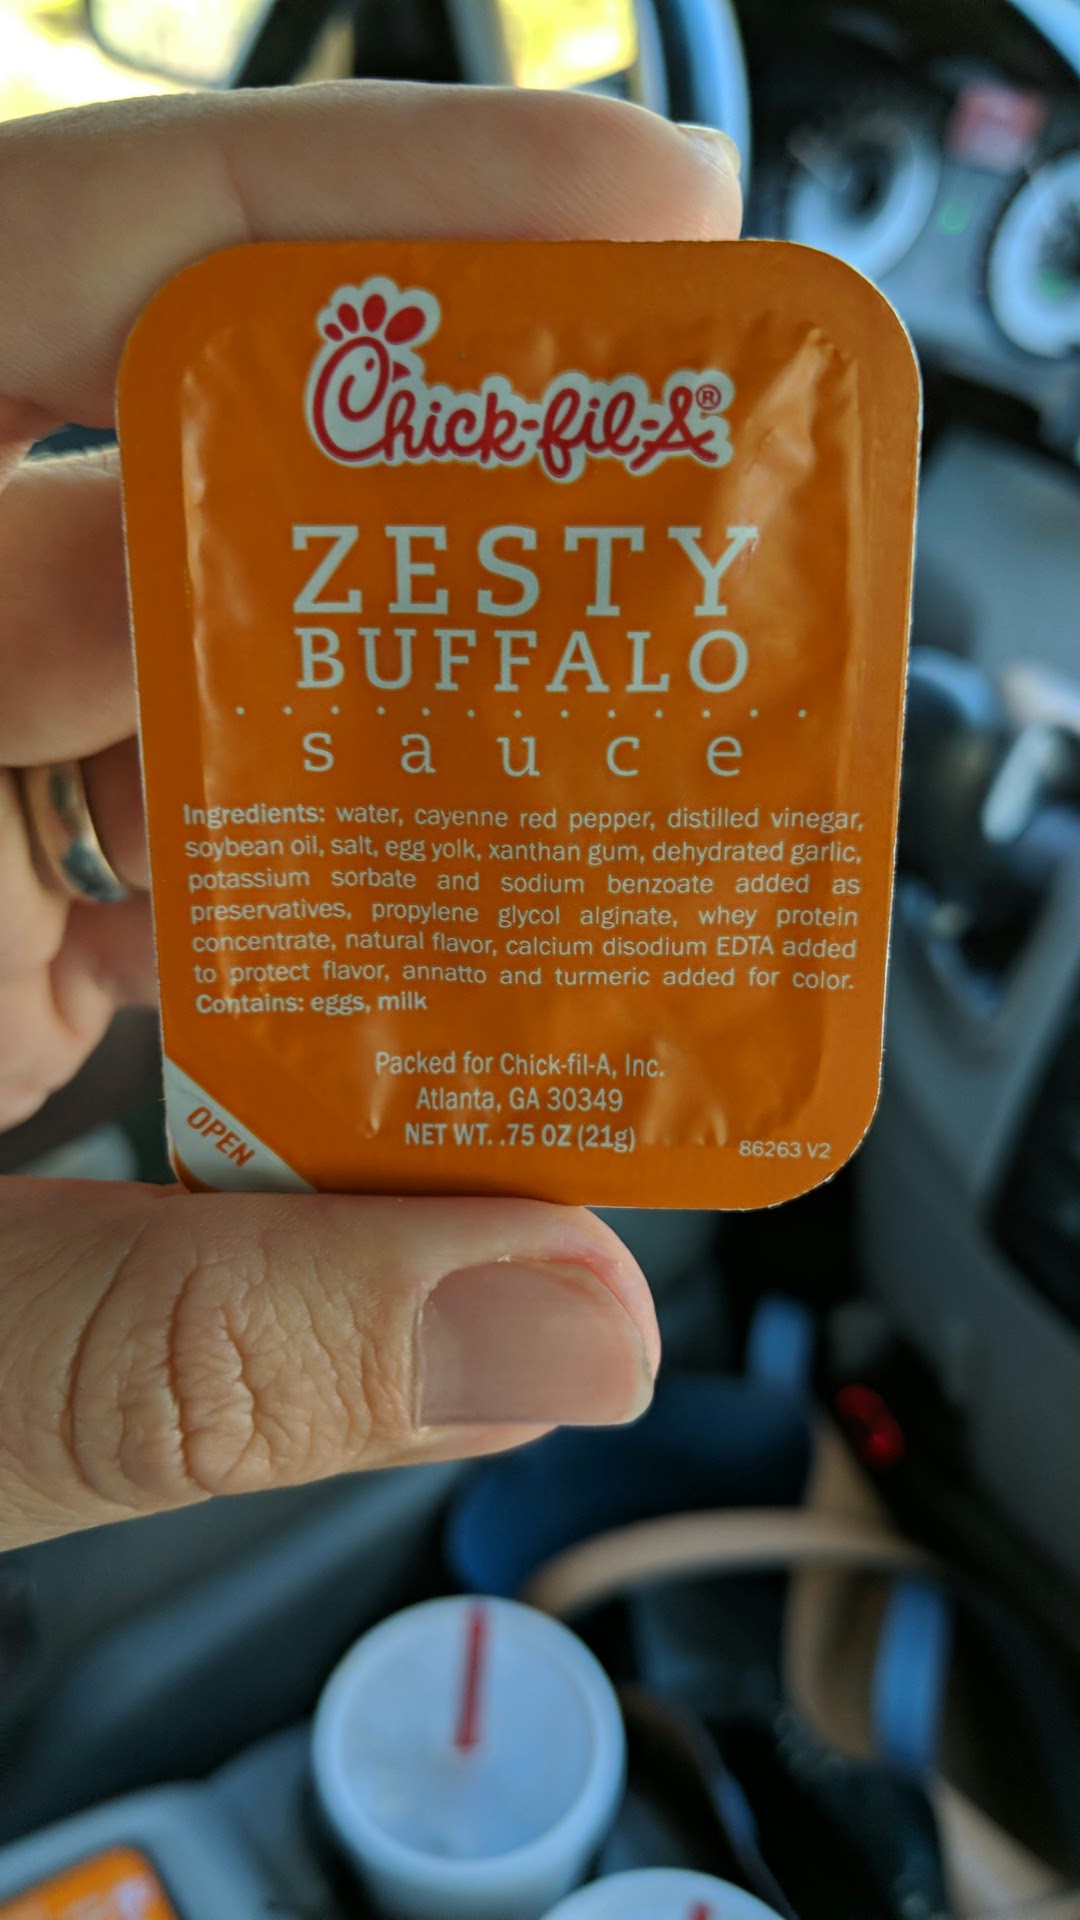 Chick-fil-A®
ZESTY
BUFFALO
sauce
Ingredients: water, cayenne red pepper, distilled vinegar,
soybean oil, salt, egg yolk, xanthan gum, dehydrated garlic,
potassium sorbate and sodium benzoate added as
preservatives, propylene glycol alginate, whey protein
concentrate, natural flavor, calcium disodium EDTA added
to protect flavor, annatto and turmeric added for color.
Contains: eggs, milk
Packed for Chick-fil-A, Inc.
Atlanta, GA 30349
NET WT. .75 OZ (21g)
86263 V2
OPEN